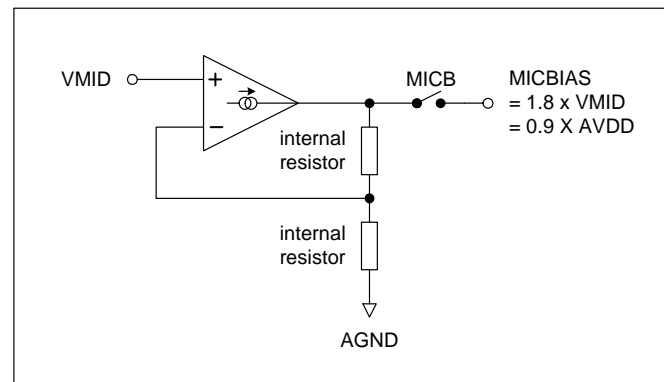 VMID
+
−
MICB
MICBIAS
= 1.8 x VMID
= 0.9 X AVDD
internal
resistor
internal
resistor
AGND